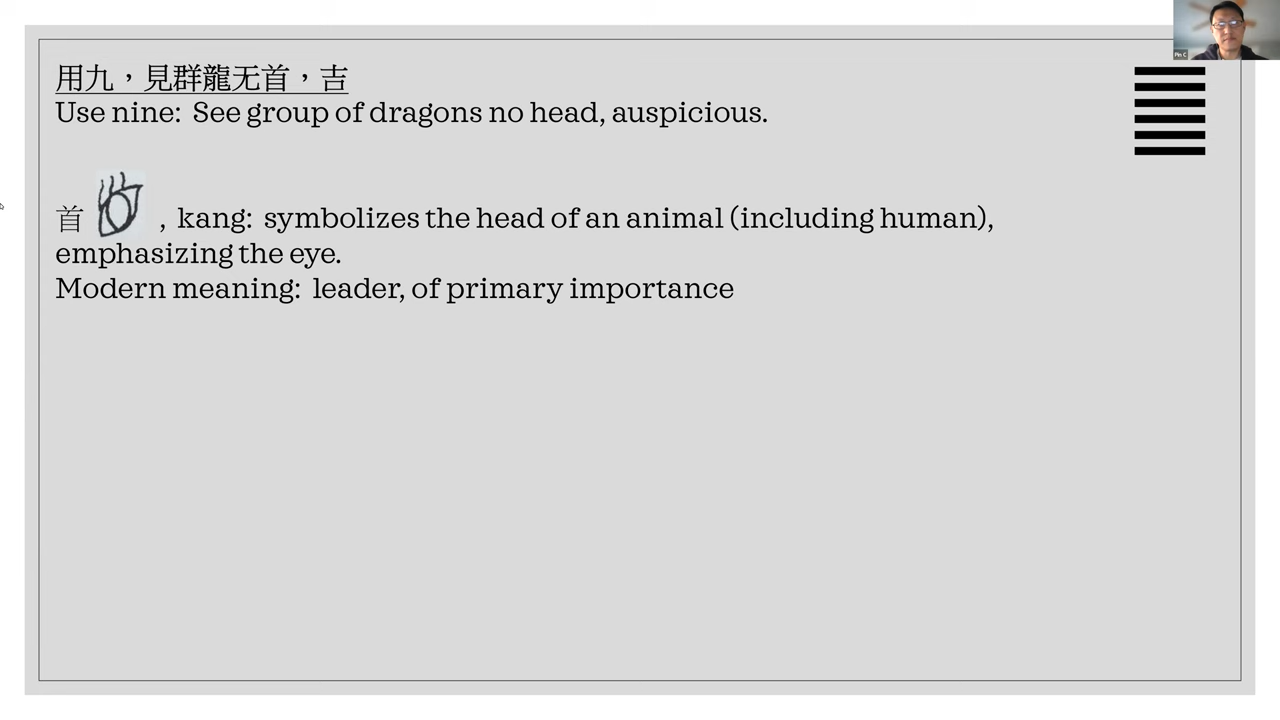 用九，見群龍无首，吉
Use nine:  See group of dragons no head, auspicious.
首 , kang:  symbolizes the head of an animal (including human),
emphasizing the eye.
Modern meaning:  leader, of primary importance
Pin C